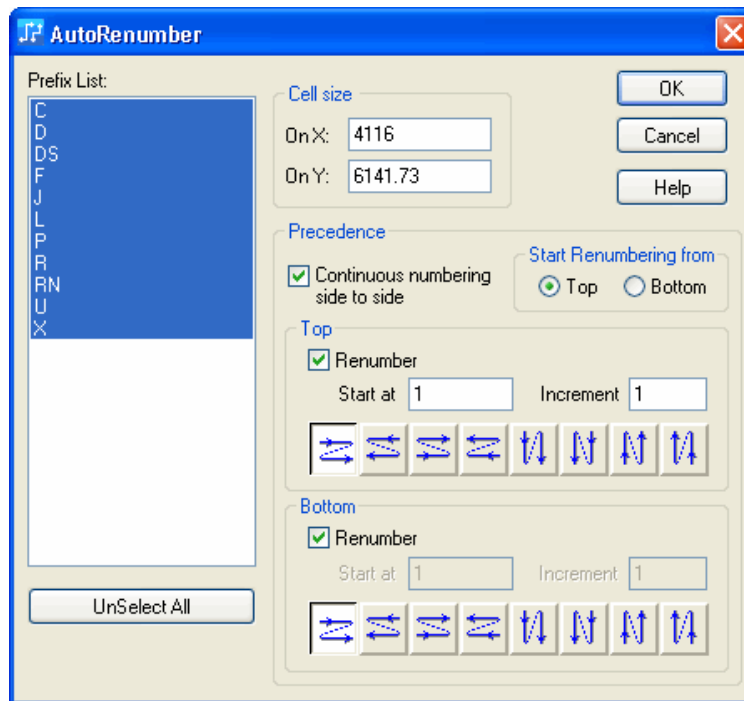 AutoRenumber
Prefix List:
C
D
DS
F
J
L
P
R
RN
U
X
UnSelect All
Cell size
On X: 4116
On Y: 6141.73
OK
Cancel
Help
Precedence
Continuous numbering
side to side
Start Renumbering from
Top Bottom
Top
Renumber
Start at 1 Increment 1
Bottom
Renumber
Start at 1 Increment 1